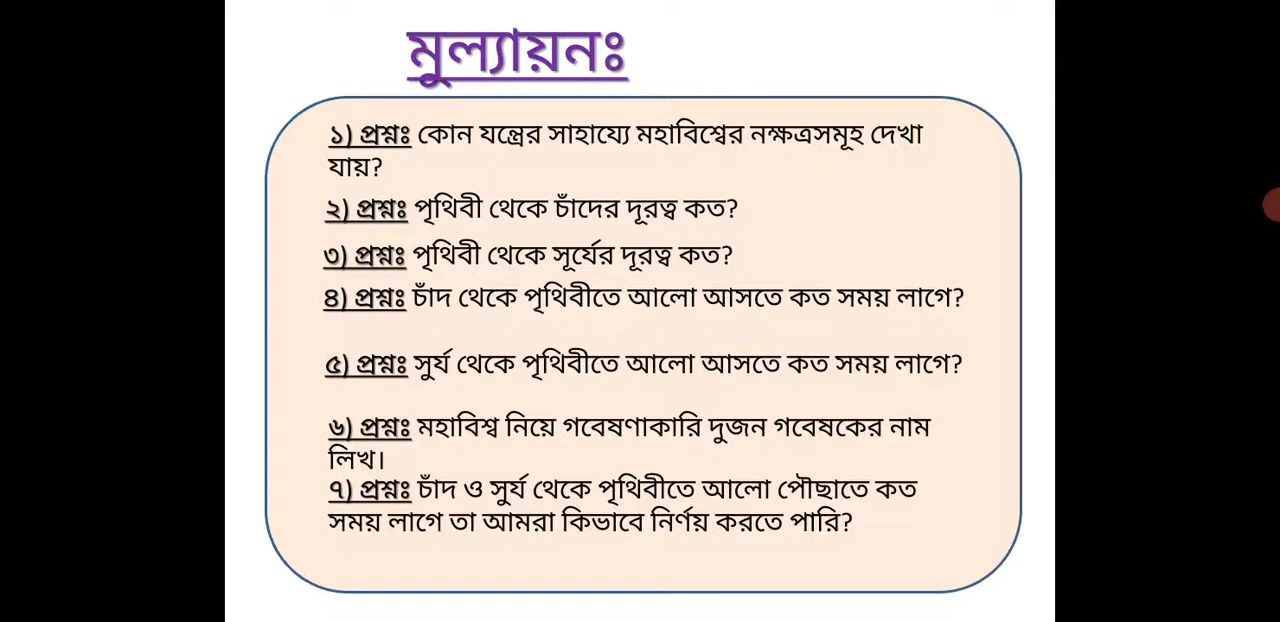 মুল্যায়নঃ
১) প্রশ্নঃ কোন যন্ত্রের সাহায্যে মহাবিশ্বের নক্ষত্রসমূহ দেখা
যায়?
২) প্রশ্নঃ পৃথিবী থেকে চাঁদের দূরত্ব কত?
৩) প্রশ্নঃ পৃথিবী থেকে সূর্যের দূরত্ব কত?
৪) প্রশ্নঃ চাঁদ থেকে পৃথিবীতে আলো আসতে কত সময় লাগে?
৫) প্রশ্নঃ সুর্য থেকে পৃথিবীতে আলো আসতে কত সময় লাগে?
৬) প্রশ্নঃ মহাবিশ্ব নিয়ে গবেষণাকারি দুজন গবেষকের নাম
লিখ।
৭) প্রশ্নঃ চাঁদ ও সুর্য থেকে পৃথিবীতে আলো পৌছাতে কত
সময় লাগে তা আমরা কিভাবে নির্ণয় করতে পারি?